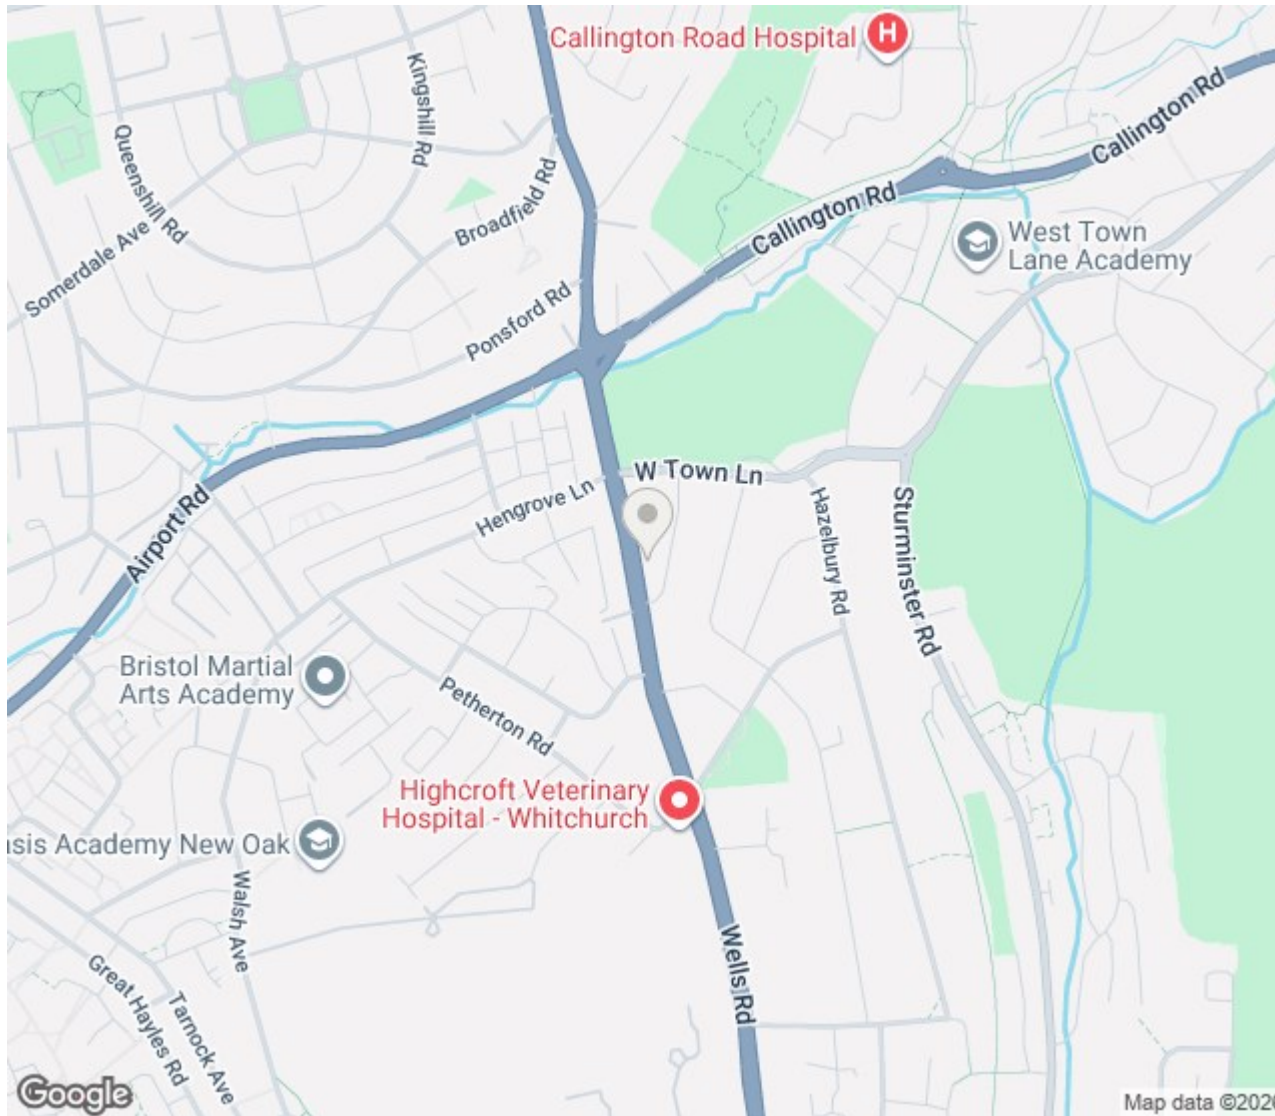 Callington Road Hospital
H
Kingshill Rd
Callington Rd
Queenshill Rd
Broadfield Rd
Somerdale Ave
Callington Rd
West Town
Lane Academy
Ponsford Rd
W Town Ln
Hengrove Ln
Airport Rd
Hazelbury Rd
Sturminster Rd
Bristol Martial
Arts Academy
Petherton Rd
Highcroft Veterinary
Hospital - Whitchurch
asis Academy New Oak
Walsh Ave
Wells Rd
Great Hayles Rd
Tarnock Ave
Google
Map data ©2026